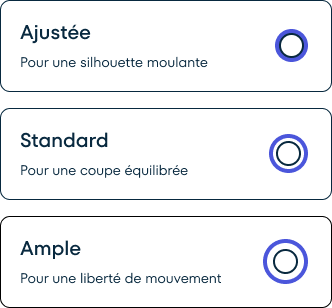 Ajustée
Pour une silhouette moulante
Standard
Pour une coupe équilibrée
Ample
Pour une liberté de mouvement